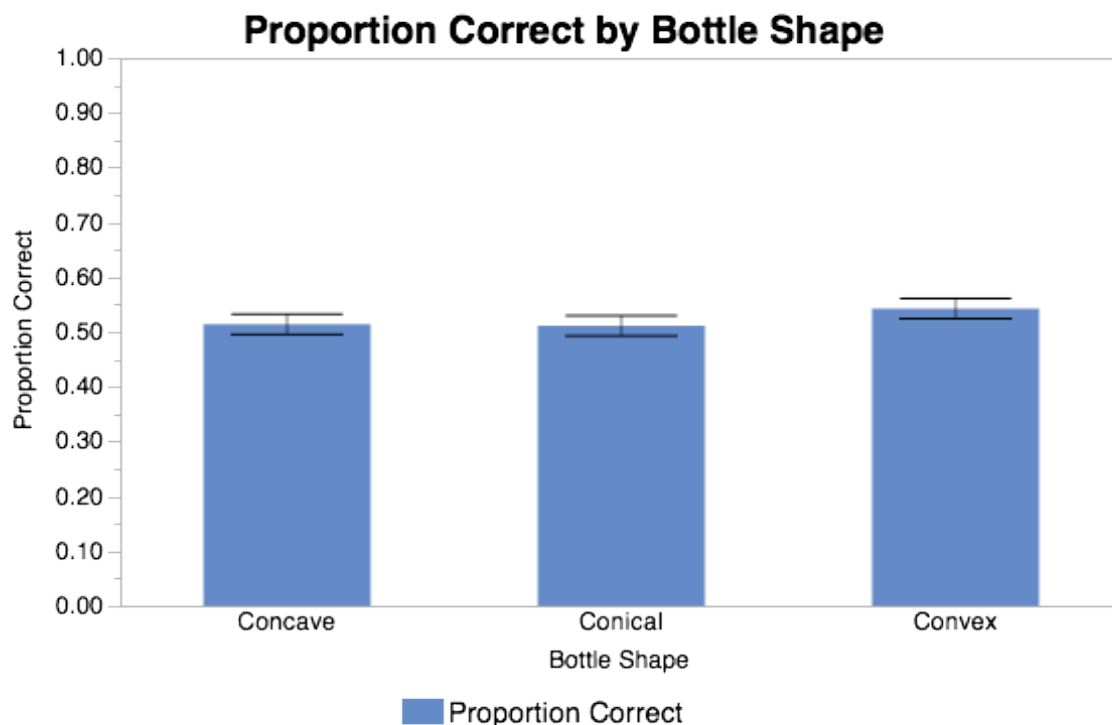 Proportion Correct by Bottle Shape
1.00
0.90
0.80
0.70
0.60
0.50
0.40
0.30
0.20
0.10
0.00
Proportion Correct
Concave Conical Convex
Bottle Shape
Proportion Correct